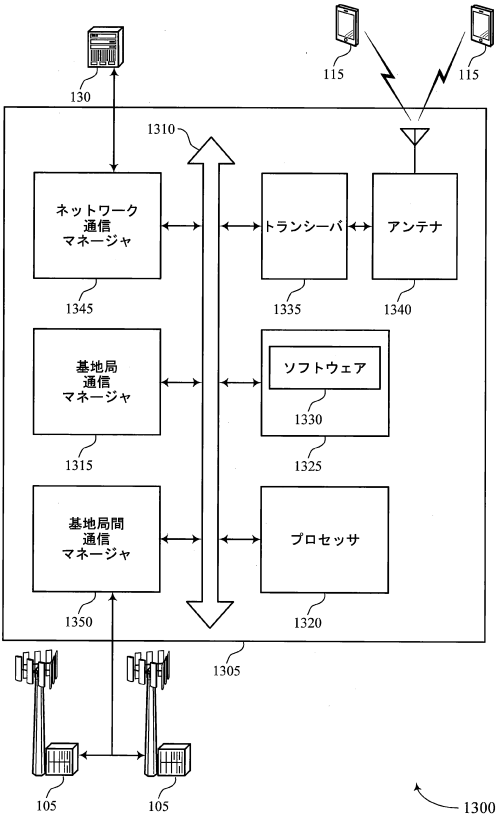 115
115
130
1310
ネットワーク
通信
マネージャ
トランシーバ
アンテナ
1345
1335
1340
基地局
通信
マネージャ
ソフトウェア
1330
1315
1325
基地局間
通信
マネージャ
プロセッサ
1350
1320
1305
105
105
1300